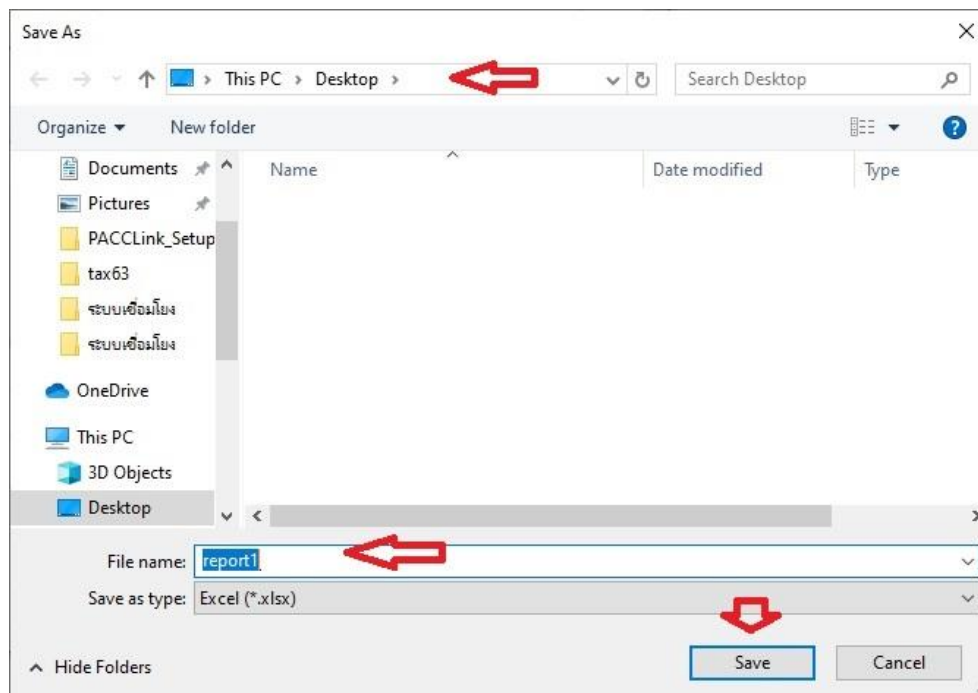 Save As
This PC > Desktop >
Search Desktop
Organize
New folder
Name
Date modified
Type
Documents
Pictures
PACCLink_Setup
tax63
ระบบเชื่อมโยง
ระบบเชื่อมโยง
OneDrive
This PC
3D Objects
Desktop
File name: report1
Save as type: Excel (*.xlsx)
Hide Folders
Save
Cancel